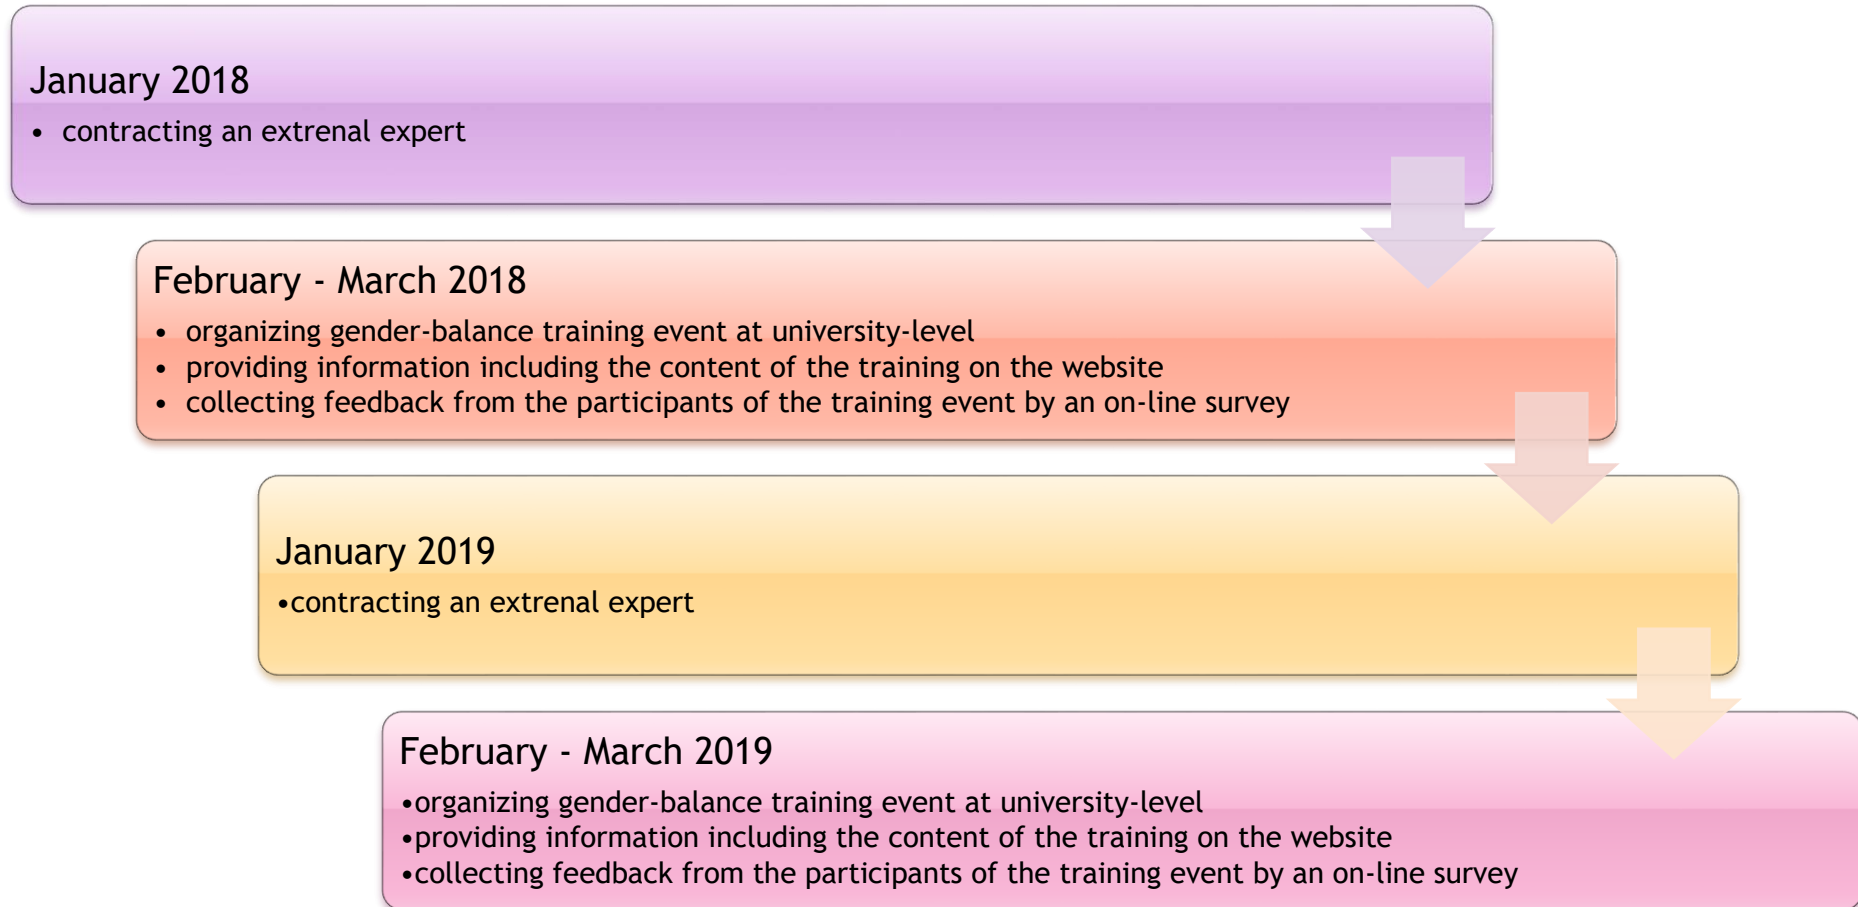 January 2018
• contracting an extrenal expert
February - March 2018
• organizing gender-balance training event at university-level
• providing information including the content of the training on the website
• collecting feedback from the participants of the training event by an on-line survey
January 2019
•contracting an extrenal expert
February - March 2019
•organizing gender-balance training event at university-level
•providing information including the content of the training on the website
•collecting feedback from the participants of the training event by an on-line survey